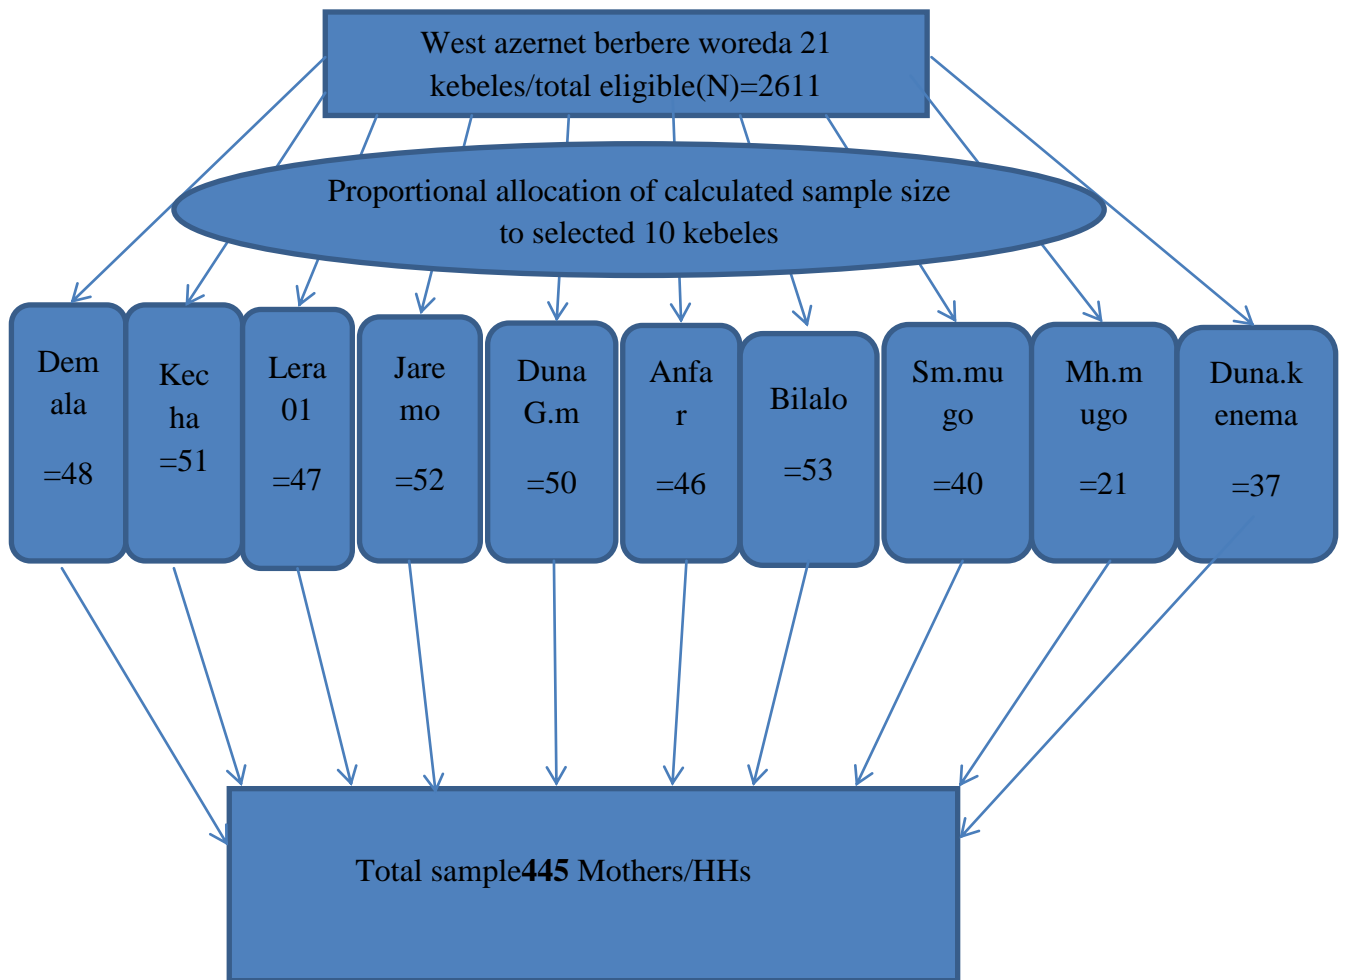 West azernet berbere woreda 21
kebeles/total eligible(N)=2611
Proportional allocation of calculated sample size
to selected 10 kebeles
Dem
ala
=48
Kec
ha
=51
Lera
01
=47
Jare
mo
=52
Duna
G.m
=50
Anfa
r
=46
Bilalo
=53
Sm.mu
go
=40
Mh.m
ugo
=21
Duna.k
enema
=37
Total sample445 Mothers/HHs